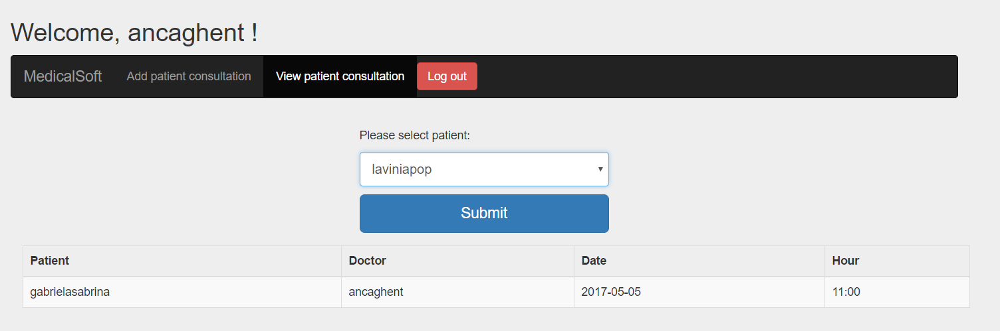 Welcome, ancaghent !
MedicalSoft Add patient consultation View patient consultation Log out
Please select patient:
laviniapop
Submit
Patient Doctor Date Hour
gabrielasabrina ancaghent 2017-05-05 11:00